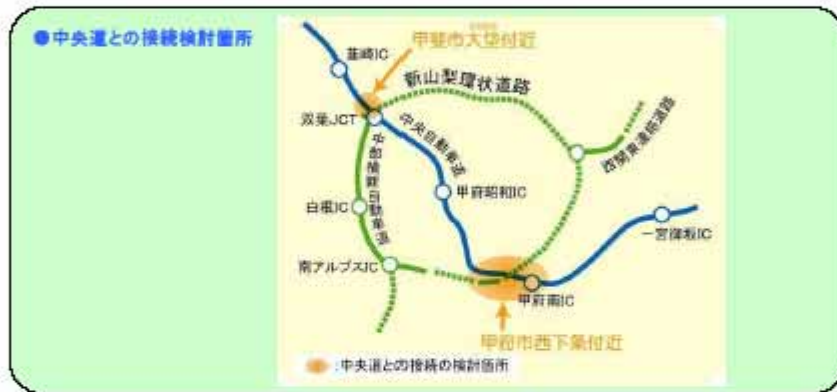 ●中央道との接続検討箇所
甲斐市大垈付近
韮崎IC
新山梨環状道路
双葉JCT
中央自動車道
西関東連絡道路
中部横断自動車道
甲府昭和IC
白根IC
一宮御坂IC
南アルプスIC
甲府南IC
甲府市西下条付近
:中央道との接続の検討箇所